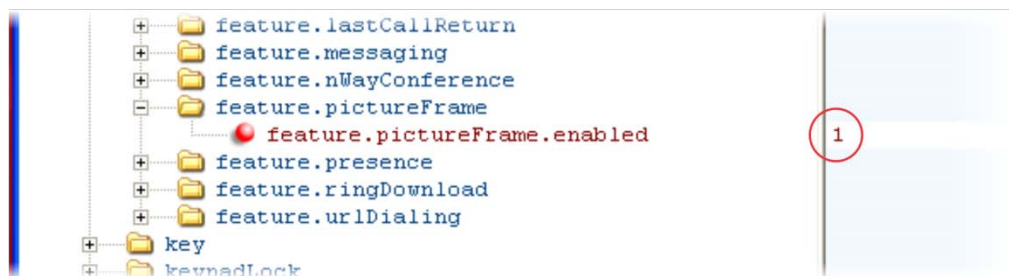 feature.lastCallReturn
feature.messaging
feature.nWayConference
feature.pictureFrame
feature.pictureFrame.enabled 1
feature.presence
feature.ringDownload
feature.urlDialing
key
keypadLock